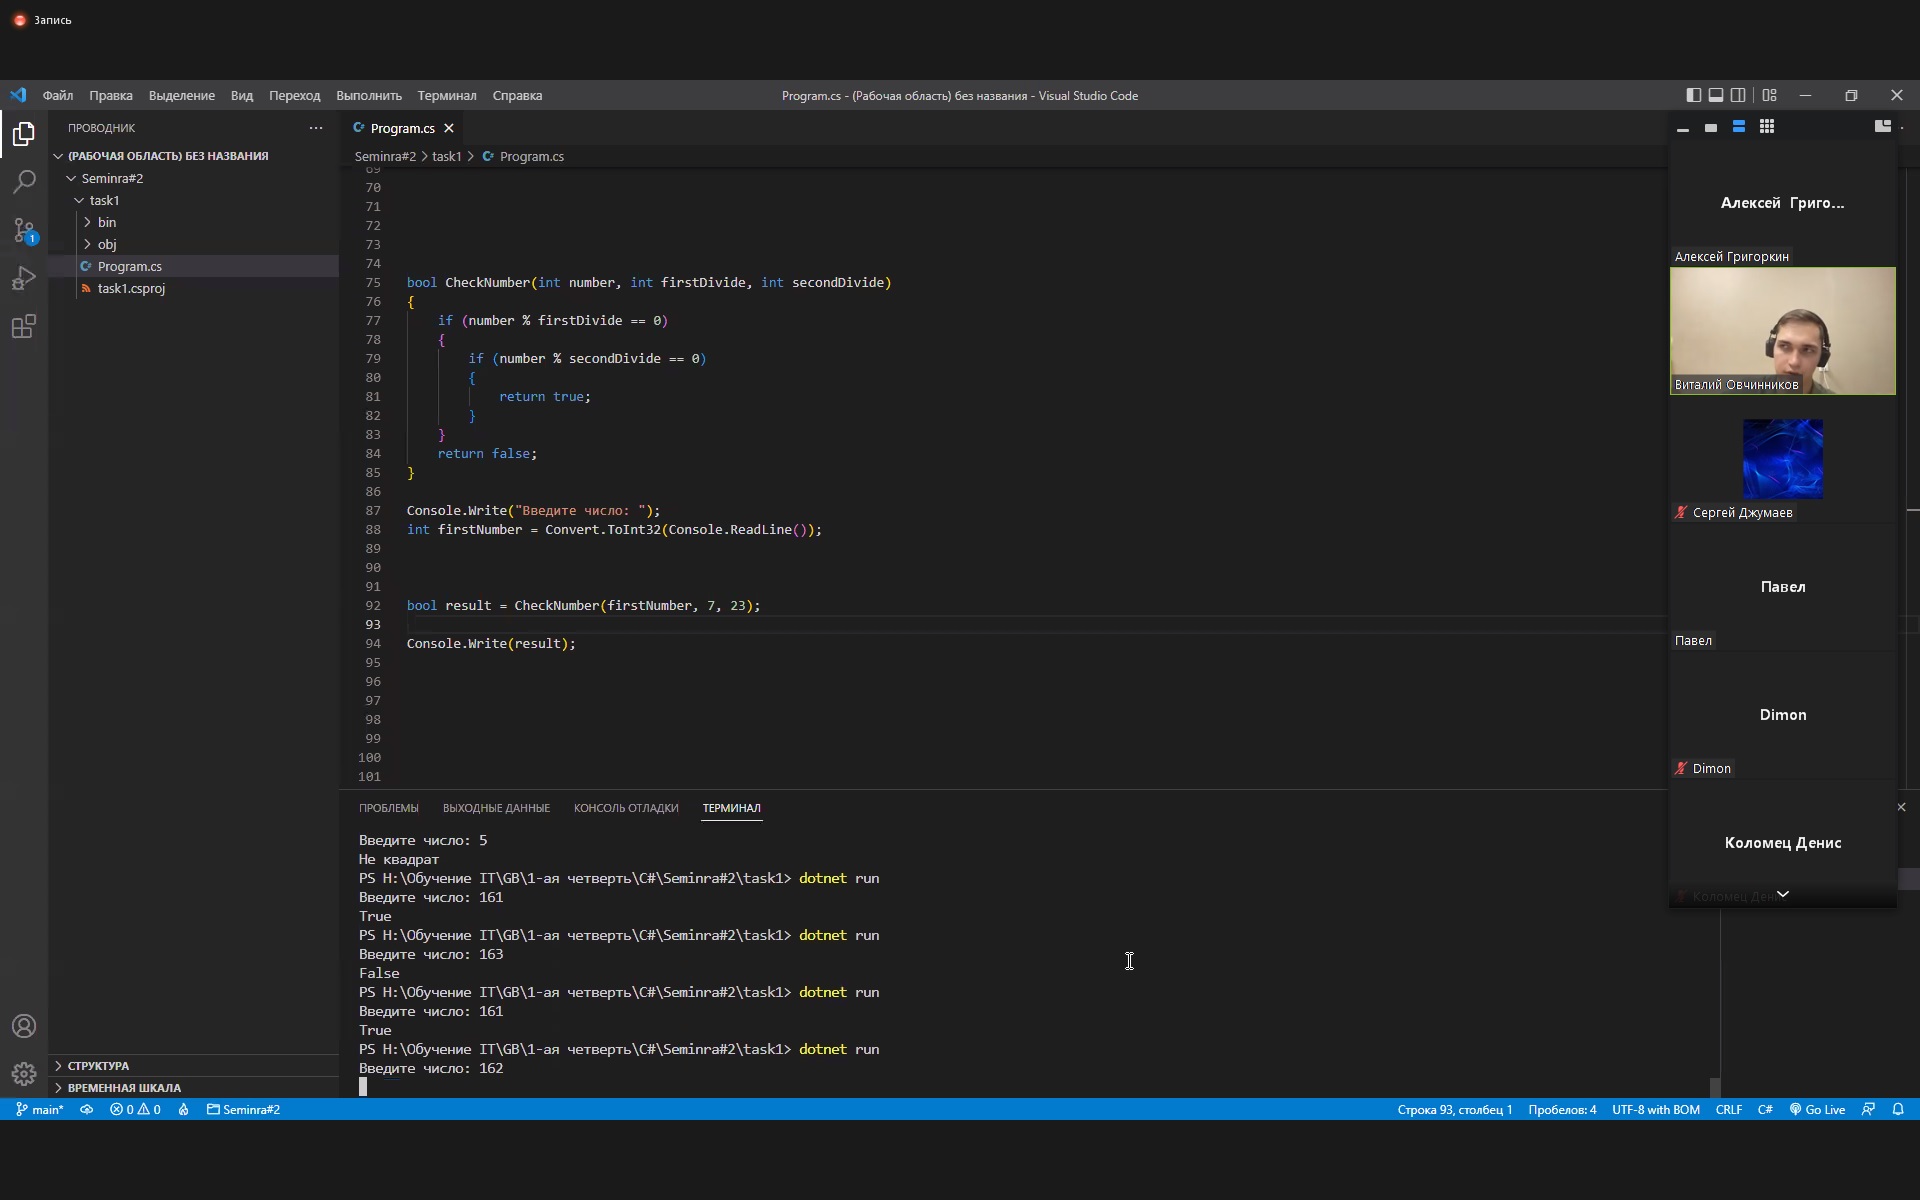 Запись
Файл Правка Выделение Вид Переход Выполнить Терминал Справка
Program.cs - (Рабочая область) без названия - Visual Studio Code
ПРОВОДНИК
(РАБОЧАЯ ОБЛАСТЬ) БЕЗ НАЗВАНИЯ
Seminra#2
task1
bin
obj
Program.cs
task1.csproj
СТРУКТУРА
ВРЕМЕННАЯ ШКАЛА
Program.cs
Seminra#2 > task1 > Program.cs
69
70
71
72
73
74
75 bool CheckNumber(int number, int firstDivide, int secondDivide)
76 {
77 if (number % firstDivide == 0)
78 {
79 if (number % secondDivide == 0)
80 {
81 return true;
82 }
83 }
84 return false;
85 }
86
87 Console.Write("Введите число: ");
88 int firstNumber = Convert.ToInt32(Console.ReadLine());
89
90
91
92 bool result = CheckNumber(firstNumber, 7, 23);
93
94 Console.Write(result);
95
96
97
98
99
100
101
ПРОБЛЕМЫ ВЫХОДНЫЕ ДАННЫЕ КОНСОЛЬ ОТЛАДКИ ТЕРМИНАЛ
Введите число: 5
Не квадрат
PS H:\Обучение IT\GB\1-ая четверть\C#\Seminra#2\task1> dotnet run
Введите число: 161
True
PS H:\Обучение IT\GB\1-ая четверть\C#\Seminra#2\task1> dotnet run
Введите число: 163
False
PS H:\Обучение IT\GB\1-ая четверть\C#\Seminra#2\task1> dotnet run
Введите число: 161
True
PS H:\Обучение IT\GB\1-ая четверть\C#\Seminra#2\task1> dotnet run
Введите число: 162
Алексей Григо...
Алексей Григоркин
Виталий Овчинников
Сергей Джумаев
Павел
Павел
Dimon
Dimon
Коломец Денис
Коломец Денис
1
main* 0 0 Seminra#2
Строка 93, столбец 1 Пробелов: 4 UTF-8 with BOM CRLF C# Go Live